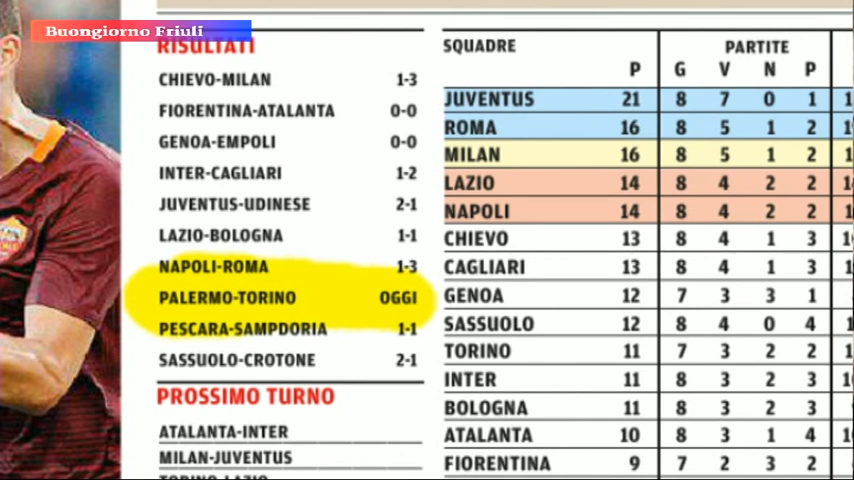 Buongiorno Friuli
RISULTATI
CHIEVO-MILAN 1-3
FIORENTINA-ATALANTA 0-0
GENOA-EMPOLI 0-0
INTER-CAGLIARI 1-2
JUVENTUS-UDINESE 2-1
LAZIO-BOLOGNA 1-1
NAPOLI-ROMA 1-3
PALERMO-TORINO OGGI
PESCARA-SAMPDORIA 1-1
SASSUOLO-CROTONE 2-1
PROSSIMO TURNO
ATALANTA-INTER
MILAN-JUVENTUS
TORINO-LAZIO
SQUADRE PARTITE
P G V N P
JUVENTUS 21 8 7 0 1
ROMA 16 8 5 1 2
MILAN 16 8 5 1 2
LAZIO 14 8 4 2 2
NAPOLI 14 8 4 2 2
CHIEVO 13 8 4 1 3
CAGLIARI 13 8 4 1 3
GENOA 12 7 3 3 1
SASSUOLO 12 8 4 0 4
TORINO 11 7 3 2 2
INTER 11 8 3 2 3
BOLOGNA 11 8 3 2 3
ATALANTA 10 8 3 1 4
FIORENTINA 9 7 2 3 2